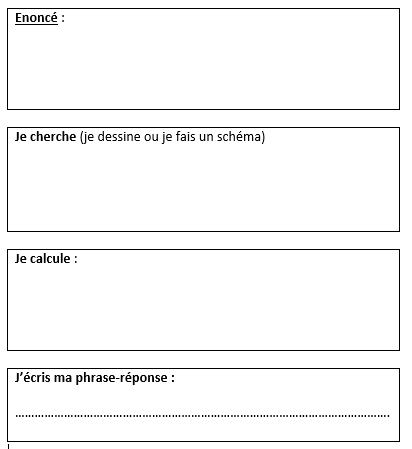 Enoncé :
Je cherche (je dessine ou je fais un schéma)
Je calcule :
J’écris ma phrase-réponse :
……………………………………………………………………………………………………….